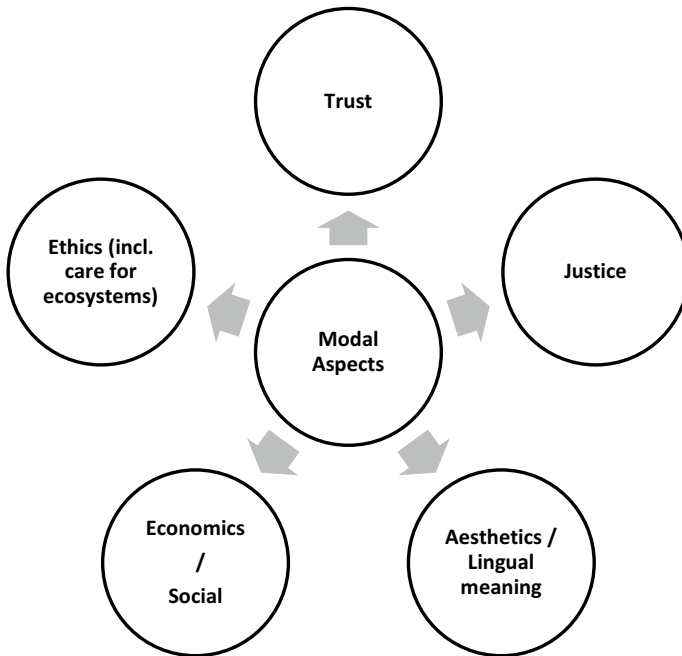 Trust
Ethics (incl.
care for
ecosystems)
Justice
Modal
Aspects
Economics
/
Social
Aesthetics /
Lingual
meaning